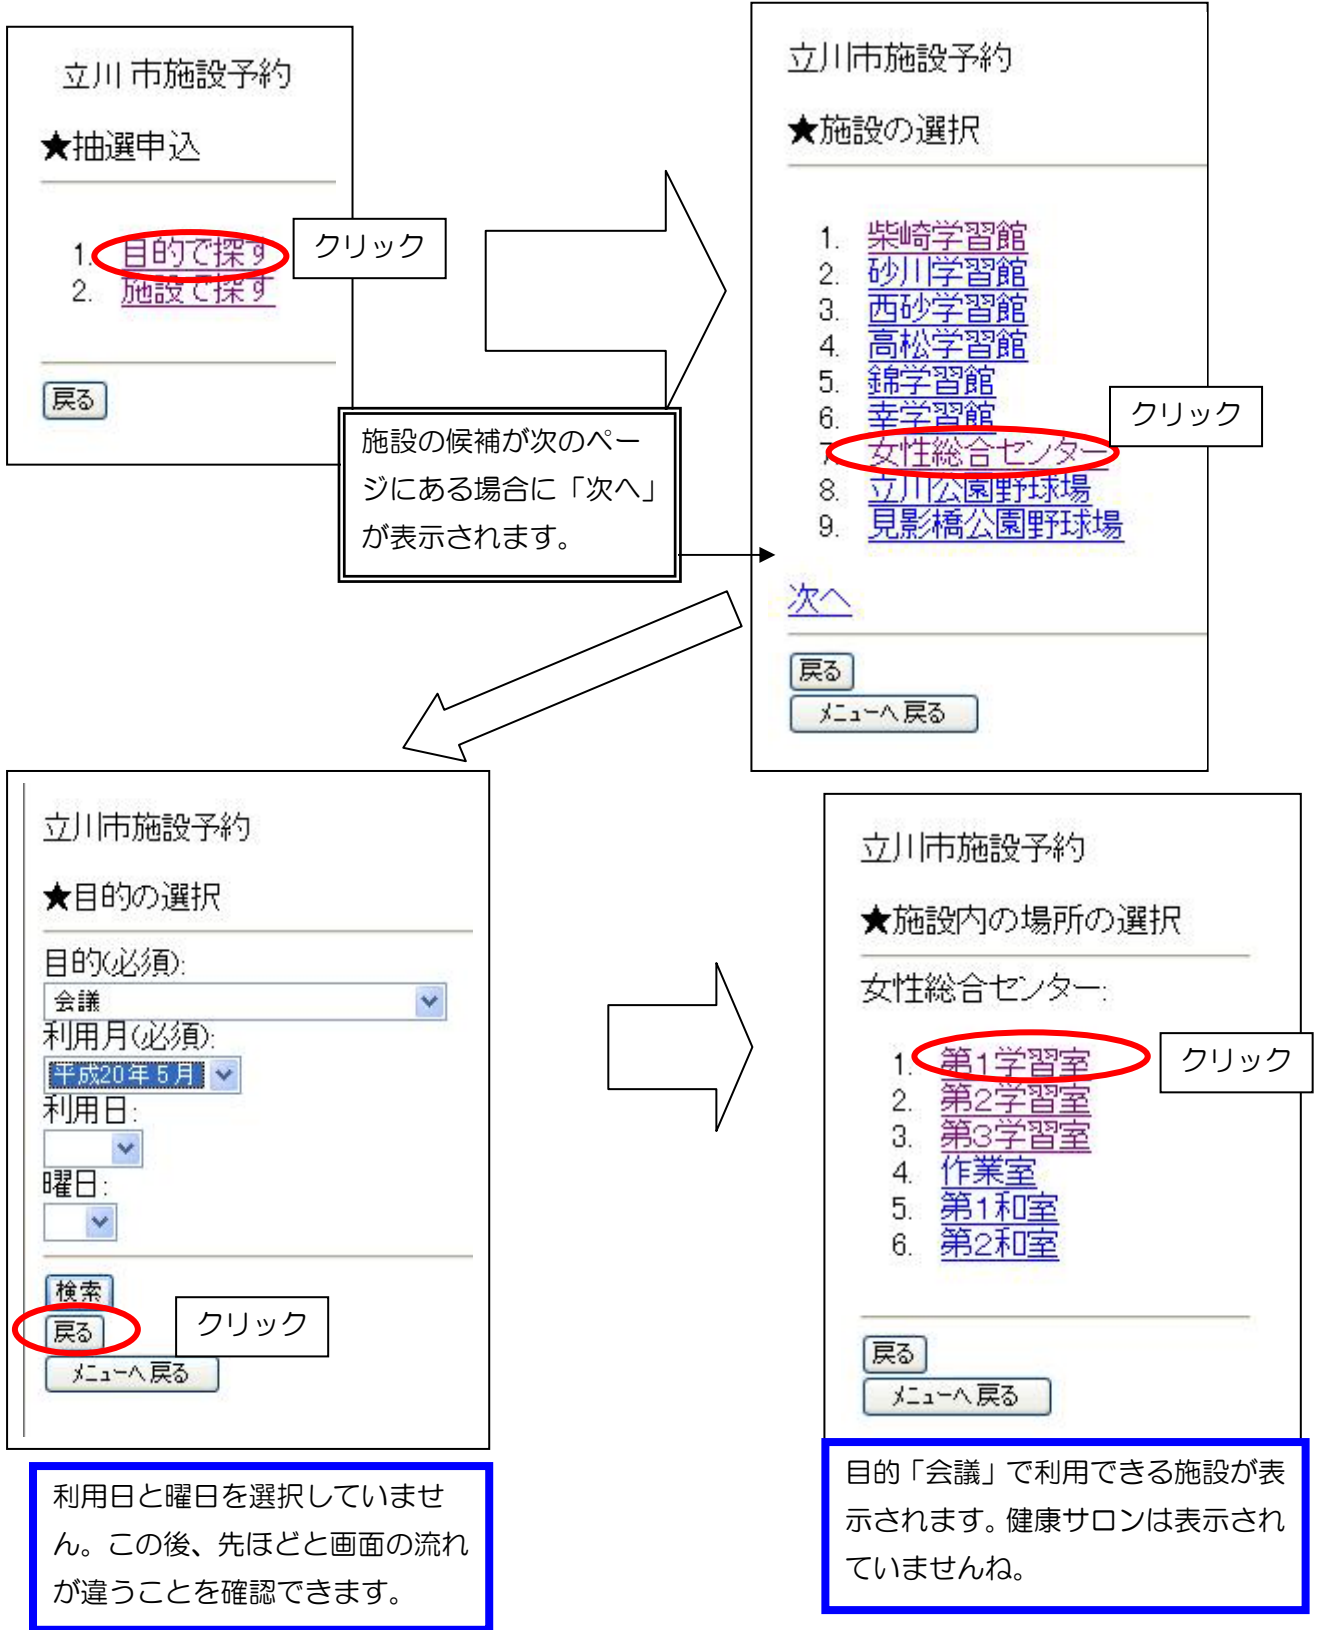 立川市施設予約
★抽選申込
1. 目的で探す
2. 施設で探す
クリック
戻る
立川市施設予約
★施設の選択
1. 柴崎学習館
2. 砂川学習館
3. 西砂学習館
4. 高松学習館
5. 錦学習館
6. 幸学習館
7. 女性総合センター
8. 立川公園野球場
9. 見影橋公園野球場
クリック
次へ
戻る
メニューへ戻る
施設の候補が次のペー
ジにある場合に「次へ」
が表示されます。
立川市施設予約
★目的の選択
目的(必須):
会議
利用月(必須):
平成20年5月
利用日:
曜日:
検索
戻る
クリック
メニューへ戻る
利用日と曜日を選択していませ
ん。この後、先ほどと画面の流れ
が違うことを確認できます。
立川市施設予約
★施設内の場所の選択
女性総合センター:
1. 第1学習室
2. 第2学習室
3. 第3学習室
4. 作業室
5. 第1和室
6. 第2和室
クリック
戻る
メニューへ戻る
目的「会議」で利用できる施設が表
示されます。健康サロンは表示され
ていませんね。